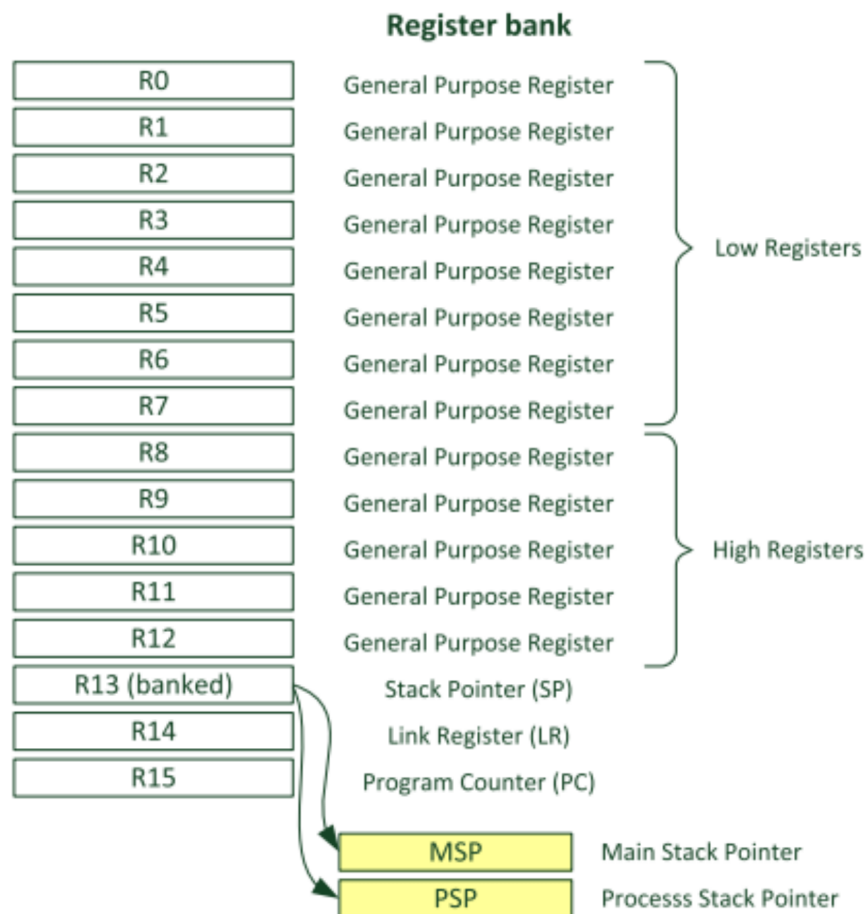 Register bank
R0 General Purpose Register
R1 General Purpose Register
R2 General Purpose Register
R3 General Purpose Register
Low Registers
R4 General Purpose Register
R5 General Purpose Register
R6 General Purpose Register
R7 General Purpose Register
R8 General Purpose Register
R9 General Purpose Register
R10 General Purpose Register
High Registers
R11 General Purpose Register
R12 General Purpose Register
R13 (banked) Stack Pointer (SP)
R14 Link Register (LR)
R15 Program Counter (PC)
MSP Main Stack Pointer
PSP Processs Stack Pointer